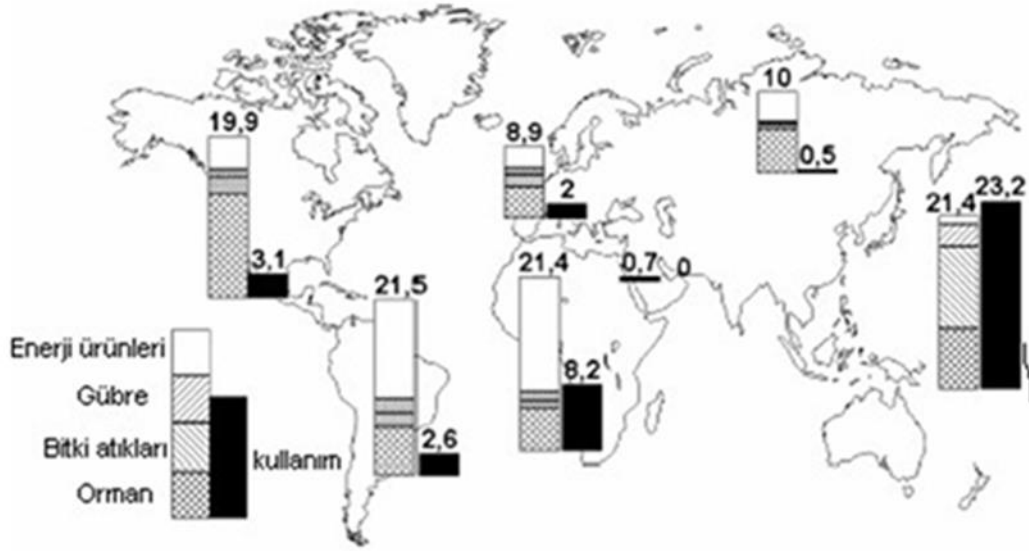 10
19,9
8,9
0,5
2
21,4
23,2
3,1
21,5
21,4
0,7
0
8,2
2,6
Enerji ürünleri
Gübre
Bitki atıkları
kullanım
Orman